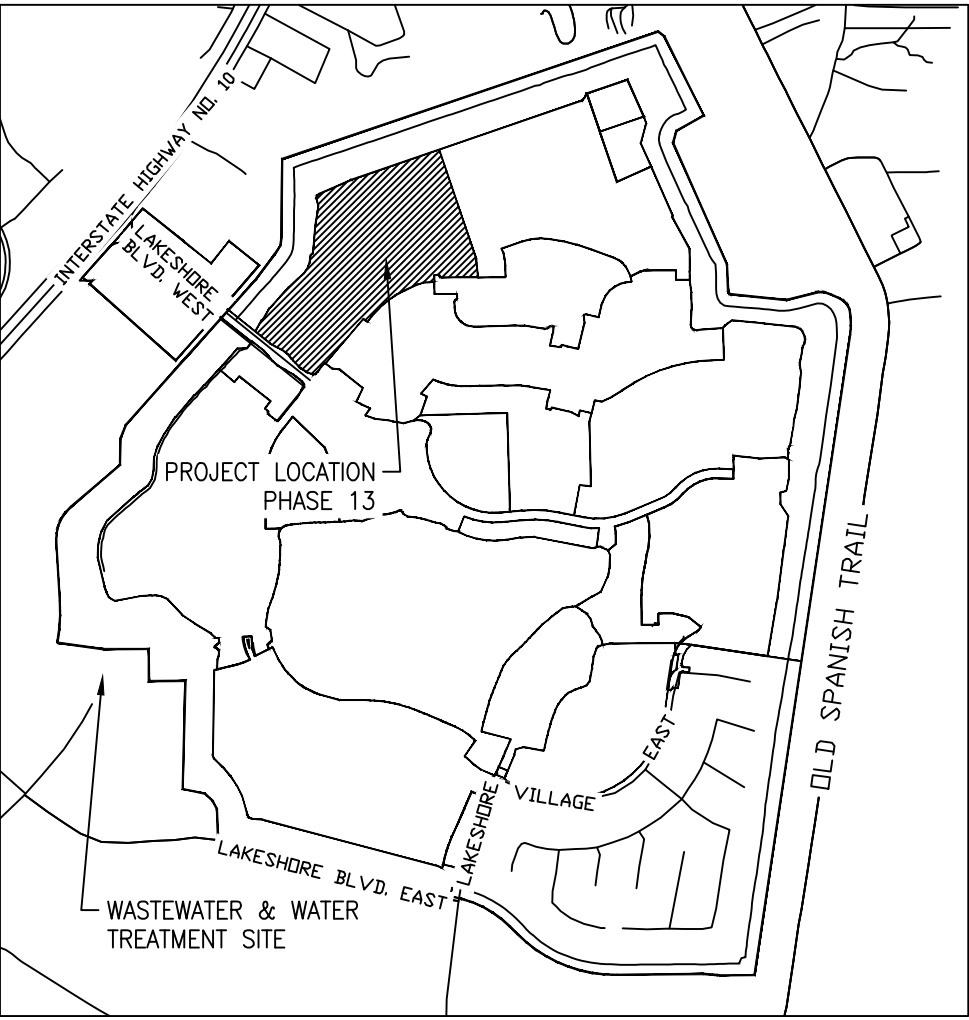 INTERSTATE HIGHWAY NO. 10
LAKESHORE
BLVD. WEST
PROJECT LOCATION
PHASE 13
OLD SPANISH TRAIL
EAST
VILLAGE
LAKESHORE
LAKESHORE BLVD. EAST
WASTEWATER & WATER
TREATMENT SITE